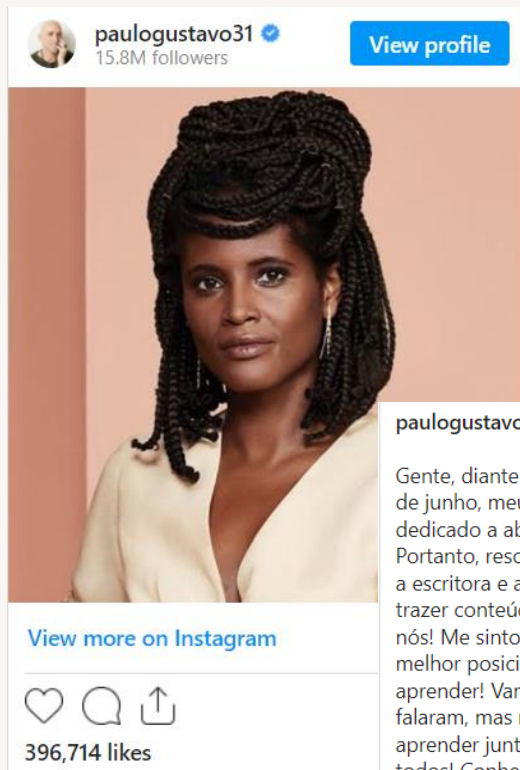 paulogustavo31
15.8M followers
View profile
View more on Instagram
396,714 likes
paulogustavo
Gente, diante
de junho, meu
dedicado a ab
Portanto, reso
a escritora e a
trazer conteú
nós! Me sinto
melhor posici
aprender! Var
falaram, mas
aprender junt